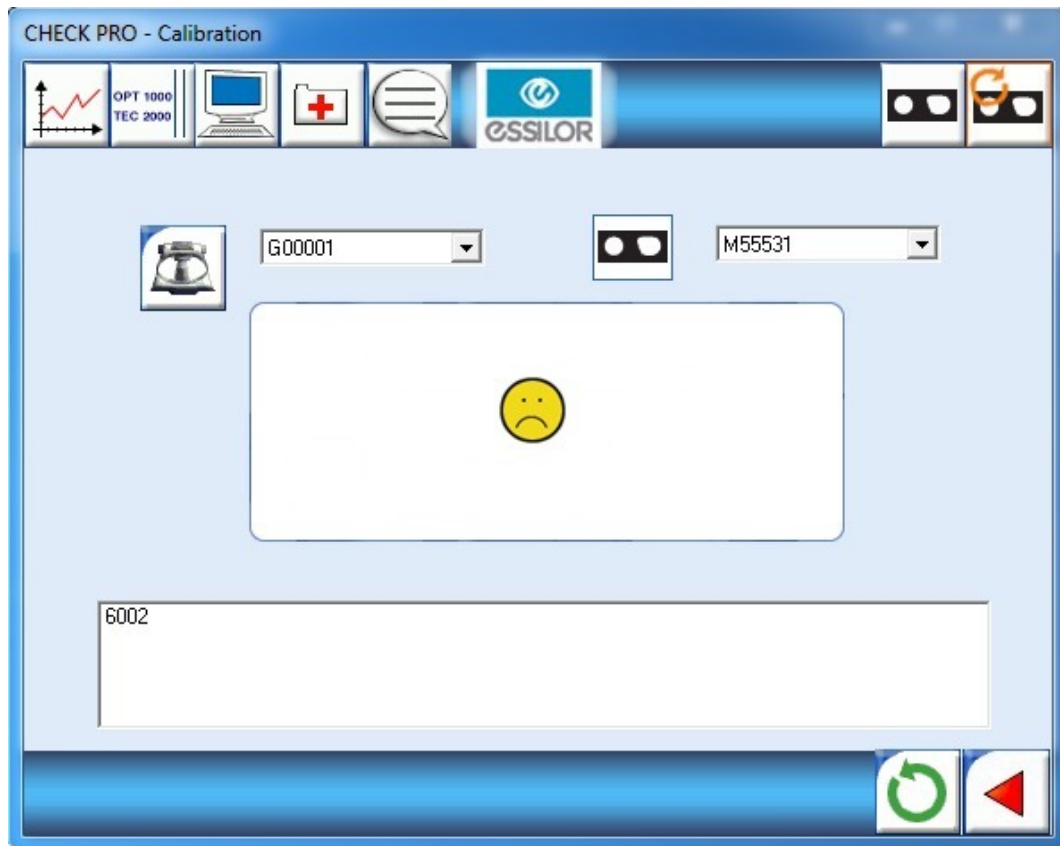 CHECK PRO - Calibration
OPT 1000
TEC 2000
essilor
G00001
M55531
6002